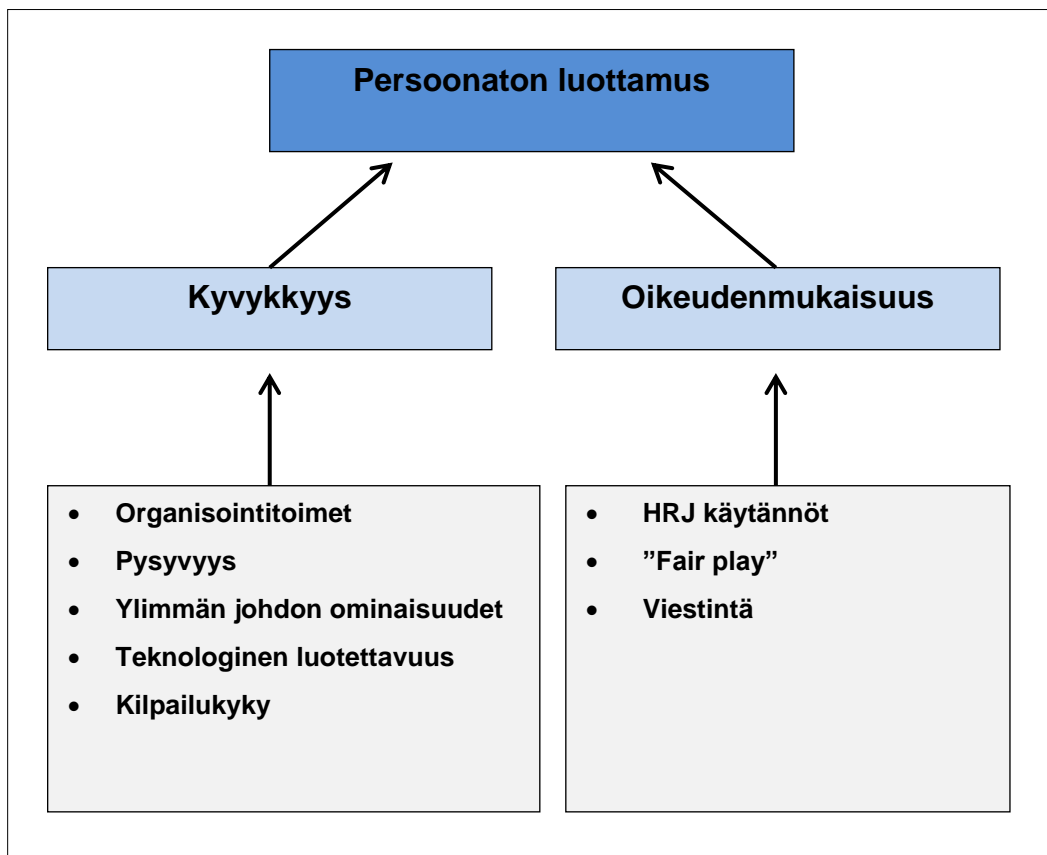 Persoonaton luottamus
Kyvykkyys
Oikeudenmukaisuus
• Organisointitoimet
• Pysyvyys
• Ylimmän johdon ominaisuudet
• Teknologinen luotettavuus
• Kilpailukyky
• HRJ käytännöt
• ”Fair play”
• Viestintä